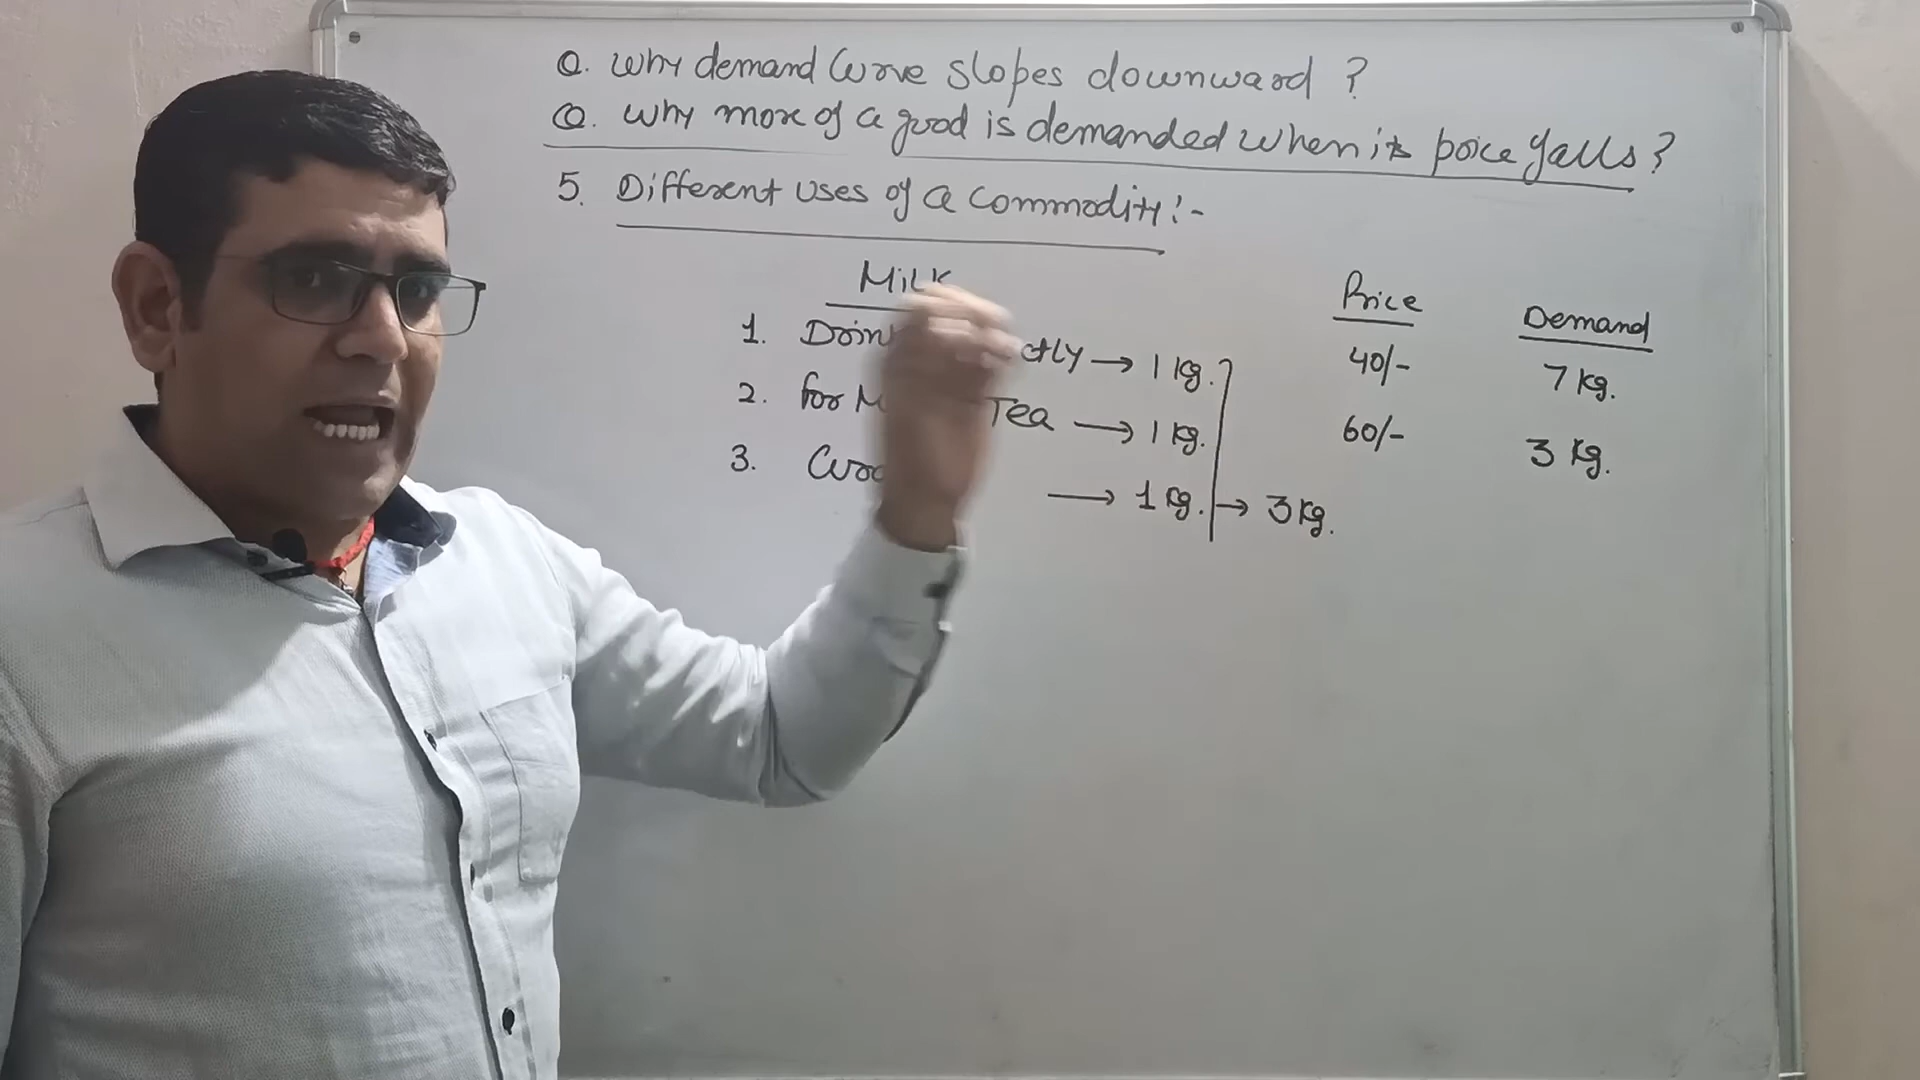 Q. Why demand Curve slopes downward ?
Q. Why more of a good is demanded when its price falls ?
5. Different uses of a commodity :-
Milk
1. → 1 kg.
2. for Tea → 1 kg.
3. → 1 kg. → 3 kg.
Price Demand
40/- 7 kg.
60/- 3 kg.